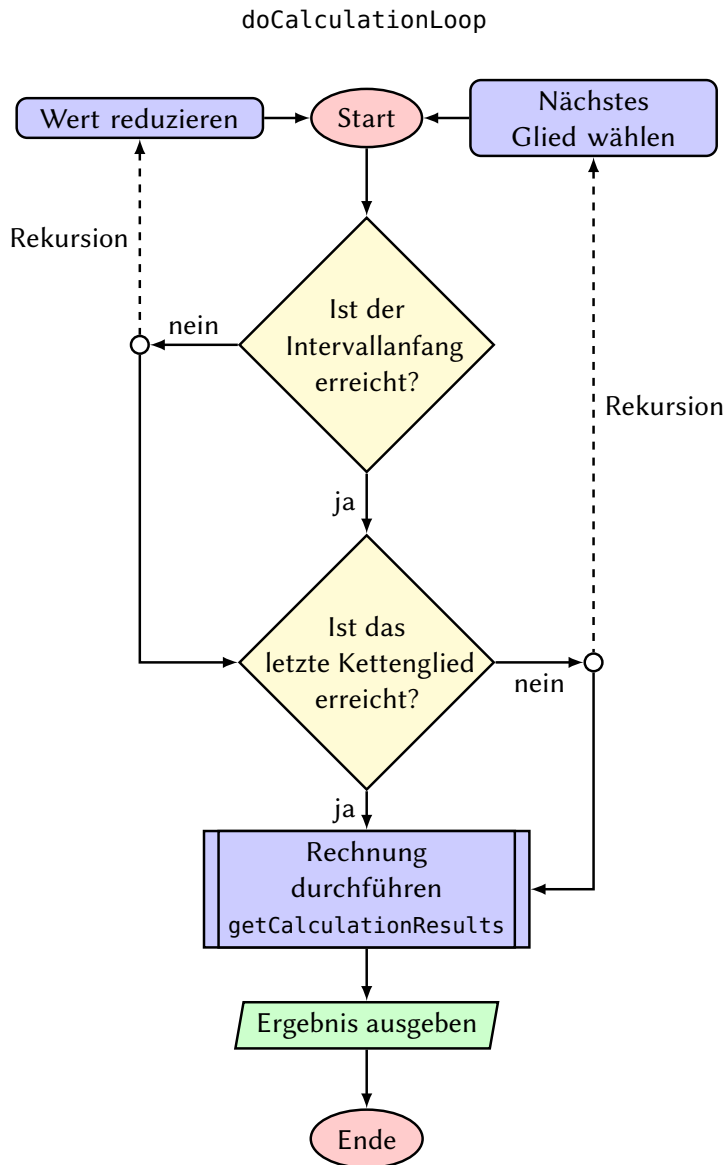 doCalculationLoop
Wert reduzieren
Start
Nächstes
Glied wählen
Rekursion
nein
Ist der
Intervallanfang
erreicht?
Rekursion
ja
Ist das
letzte Kettenglied
erreicht?
nein
ja
Rechnung
durchführen
getCalculationResults
Ergebnis ausgeben
Ende